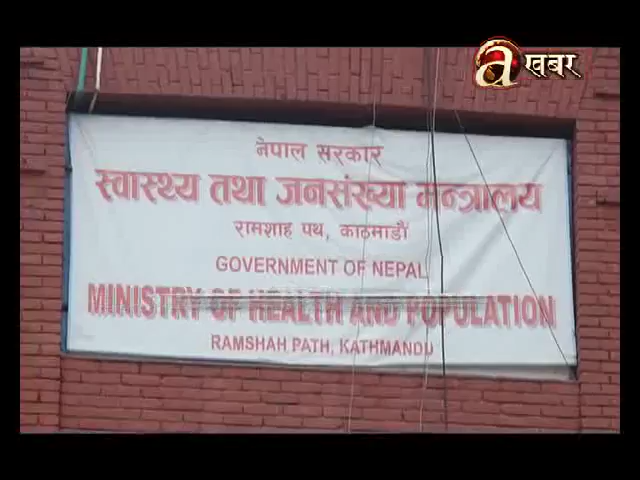 a खबर
नेपाल सरकार
स्वास्थ्य तथा जनसंख्या मन्त्रालय
रामशाह पथ, काठमाडौं
GOVERNMENT OF NEPAL
MINISTRY OF HEALTH AND POPULATION
RAMSHAH PATH, KATHMANDU